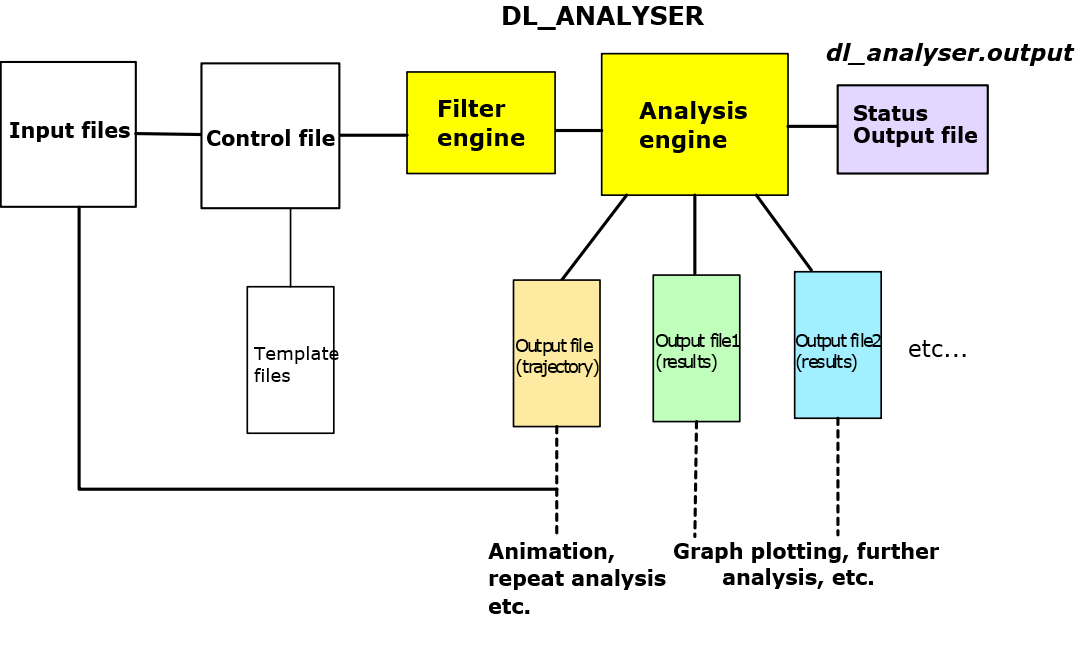 DL_ANALYSER
dl_analyser.output
Input files
Control file
Filter
engine
Analysis
engine
Status
Output file
Template
files
Output file
(trajectory)
Output file1
(results)
Output file2
(results)
etc...
Animation,
repeat analysis
etc.
Graph plotting, further
analysis, etc.